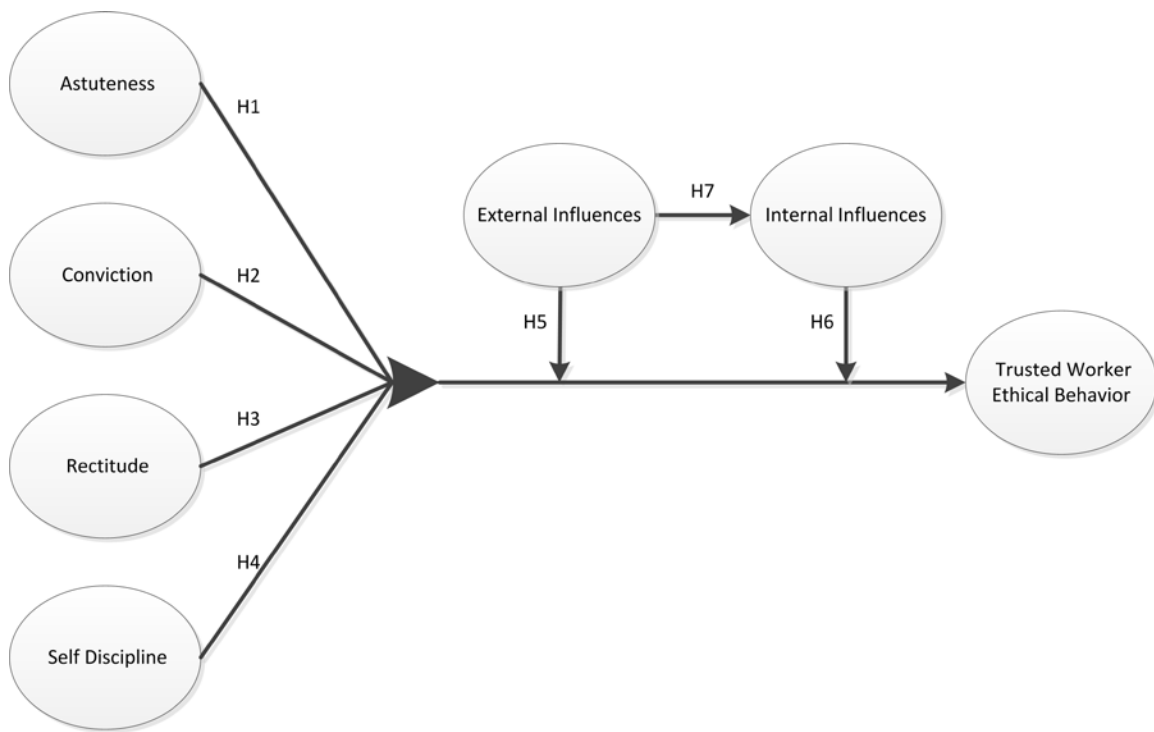 Astuteness
H1
Conviction
H2
External Influences
H7
Internal Influences
H5
H6
Trusted Worker
Ethical Behavior
Rectitude
H3
H4
Self Discipline